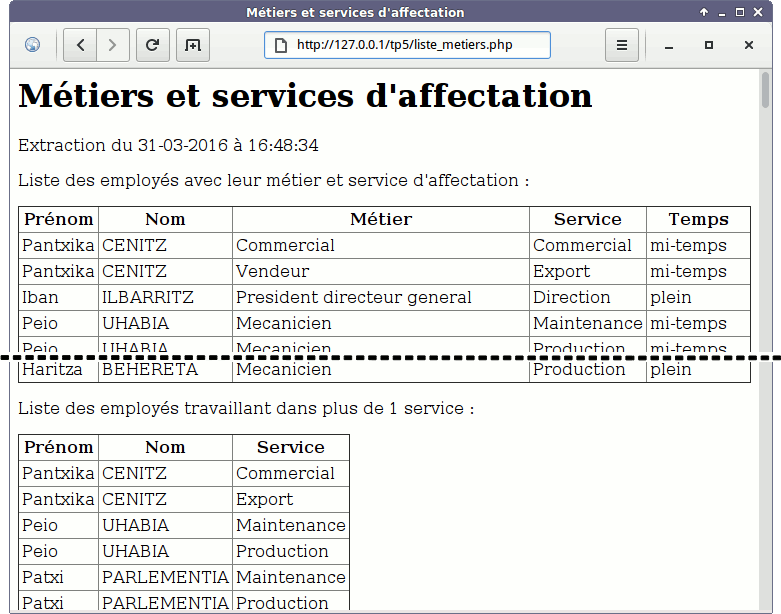 Métiers et services d'affectation
http://127.0.0.1/tp5/liste_metiers.php
Métiers et services d'affectation
Extraction du 31-03-2016 à 16:48:34
Liste des employés avec leur métier et service d'affectation :
Prénom Nom Métier Service Temps
Pantxika CENITZ Commercial Commercial mi-temps
Pantxika CENITZ Vendeur Export mi-temps
Iban ILBARRITZ President directeur general Direction plein
Peio UHABIA Mecanicien Maintenance mi-temps
Peio UHABIA Mecanicien Production mi-temps
Haritza BEHERETA Mecanicien Production plein
Liste des employés travaillant dans plus de 1 service :
Prénom Nom Service
Pantxika CENITZ Commercial
Pantxika CENITZ Export
Peio UHABIA Maintenance
Peio UHABIA Production
Patxi PARLEMENTIA Maintenance
Patxi PARLEMENTIA Production